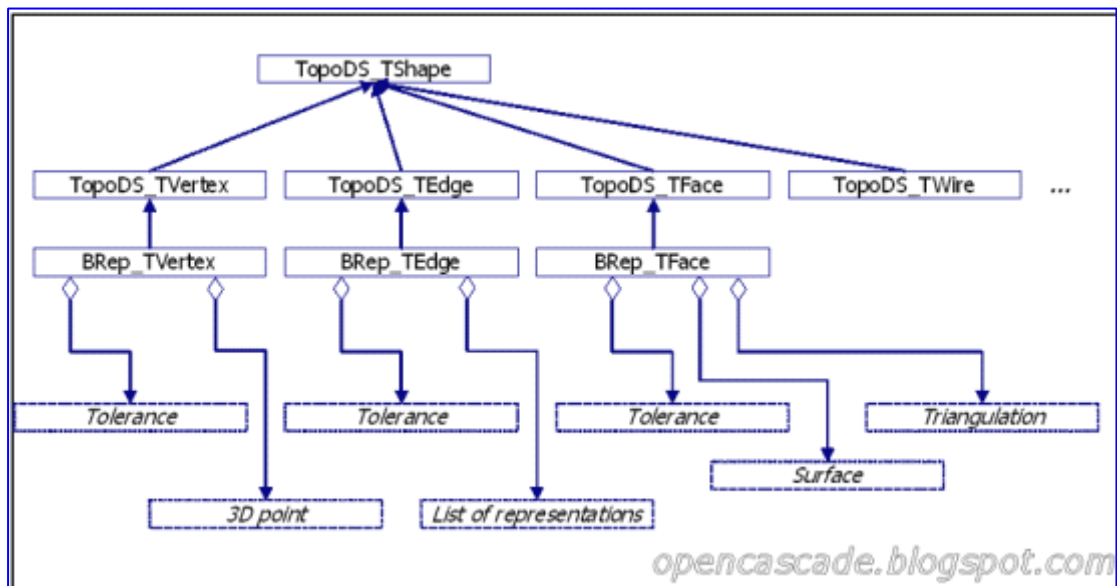 TopoDS_TShape
TopoDS_TVertex TopoDS_TEdge TopoDS_TFace TopoDS_TWire ...
BRep_TVertex BRep_TEdge BRep_TFace
Tolerance Tolerance Tolerance Triangulation
Surface
3D point List of representations
opencascade.blogspot.com